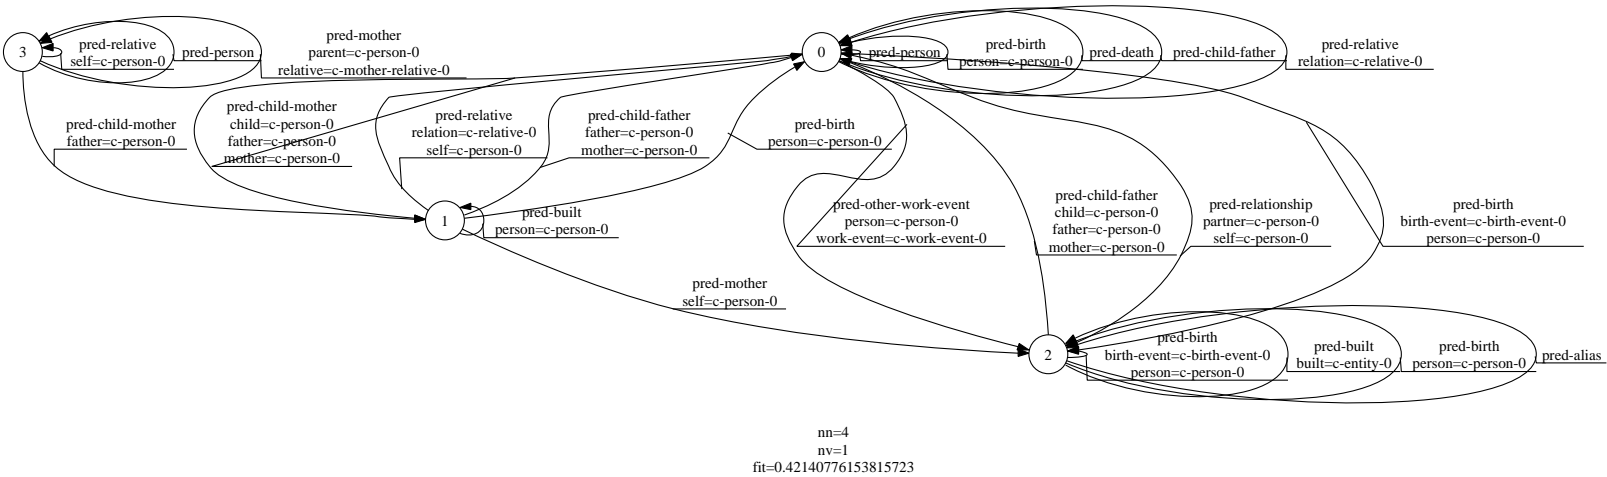 3
pred-relative
self=c-person-0
pred-person
pred-mother
parent=c-person-0
relative=c-mother-relative-0
0
pred-person
pred-birth
person=c-person-0
pred-death
pred-child-father
pred-relative
relation=c-relative-0
pred-child-mother
father=c-person-0
pred-child-mother
child=c-person-0
father=c-person-0
mother=c-person-0
pred-relative
relation=c-relative-0
self=c-person-0
pred-child-father
father=c-person-0
mother=c-person-0
pred-birth
person=c-person-0
1
pred-built
person=c-person-0
pred-other-work-event
person=c-person-0
work-event=c-work-event-0
pred-child-father
child=c-person-0
father=c-person-0
mother=c-person-0
pred-relationship
partner=c-person-0
self=c-person-0
pred-birth
birth-event=c-birth-event-0
person=c-person-0
pred-mother
self=c-person-0
2
pred-birth
birth-event=c-birth-event-0
person=c-person-0
pred-built
built=c-entity-0
pred-birth
person=c-person-0
pred-alias
nn=4
nv=1
fit=0.42140776153815723